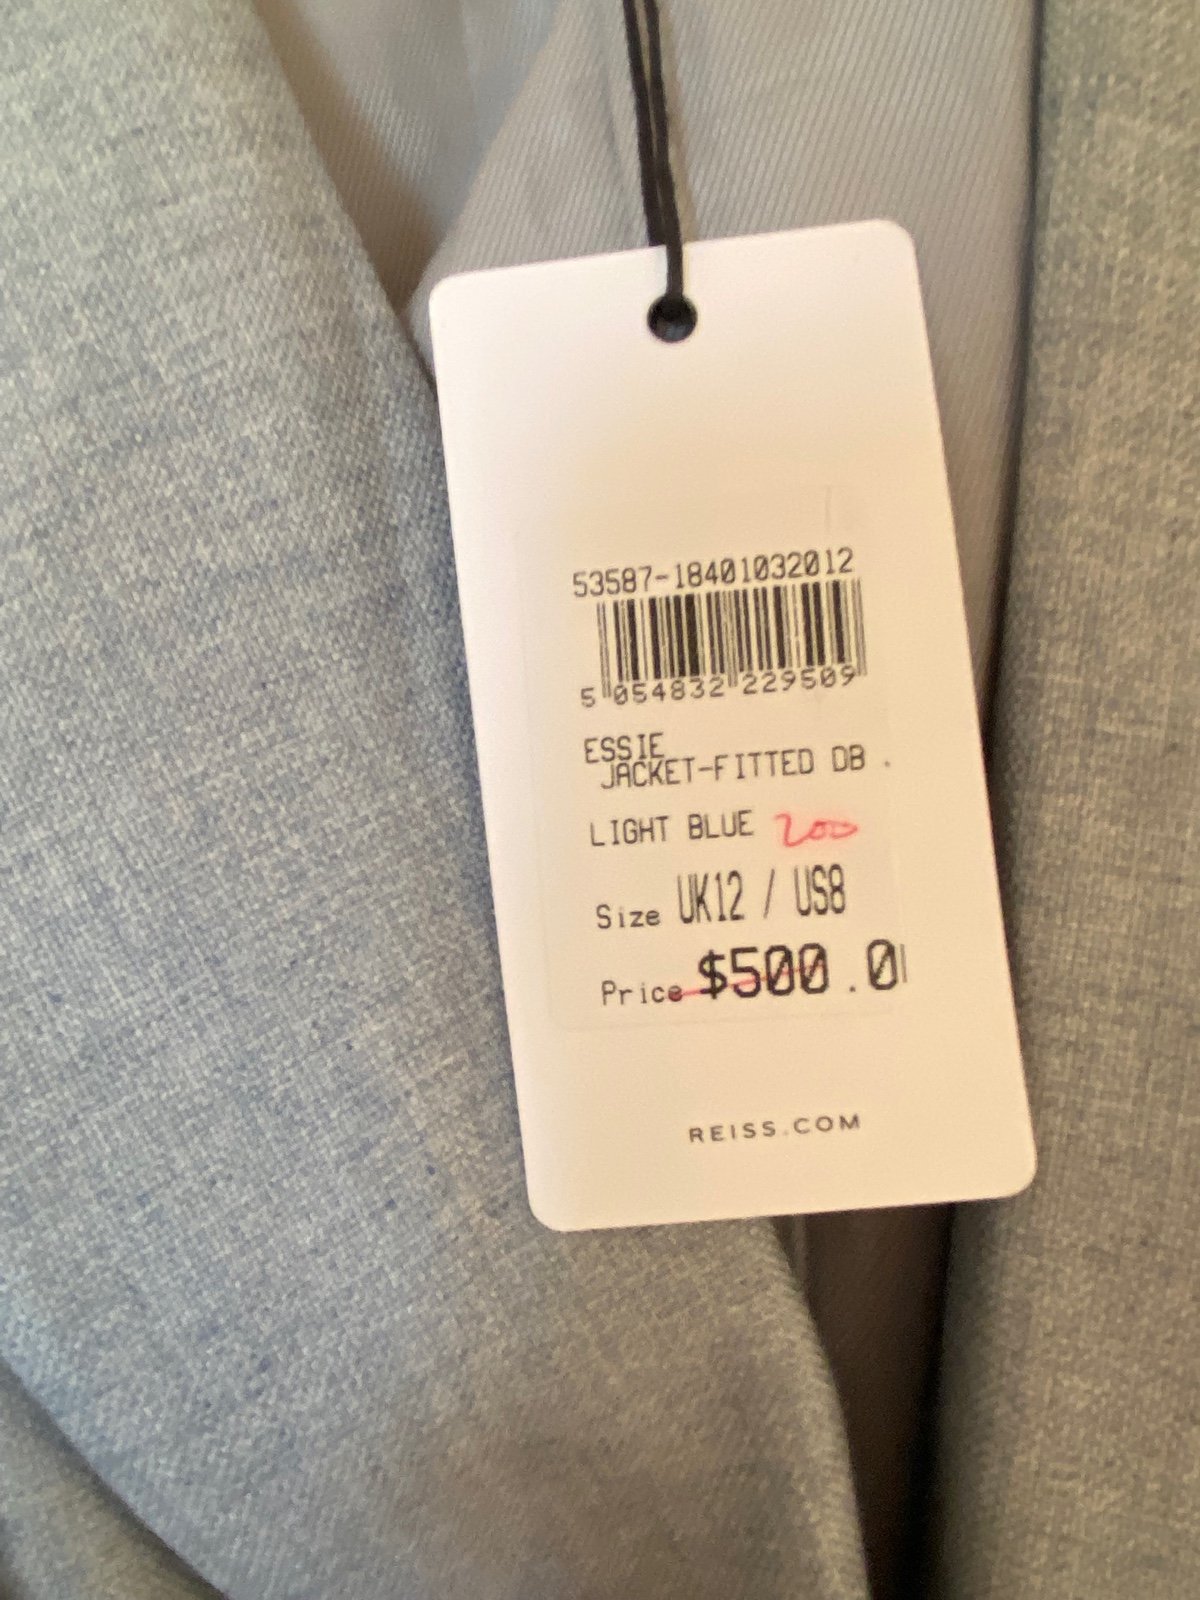 53587-18401032012
5 054832 229509
ESSIE
JACKET-FITTED DB .
LIGHT BLUE 200
Size UK12 / US8
Price $500.0
REISS.COM